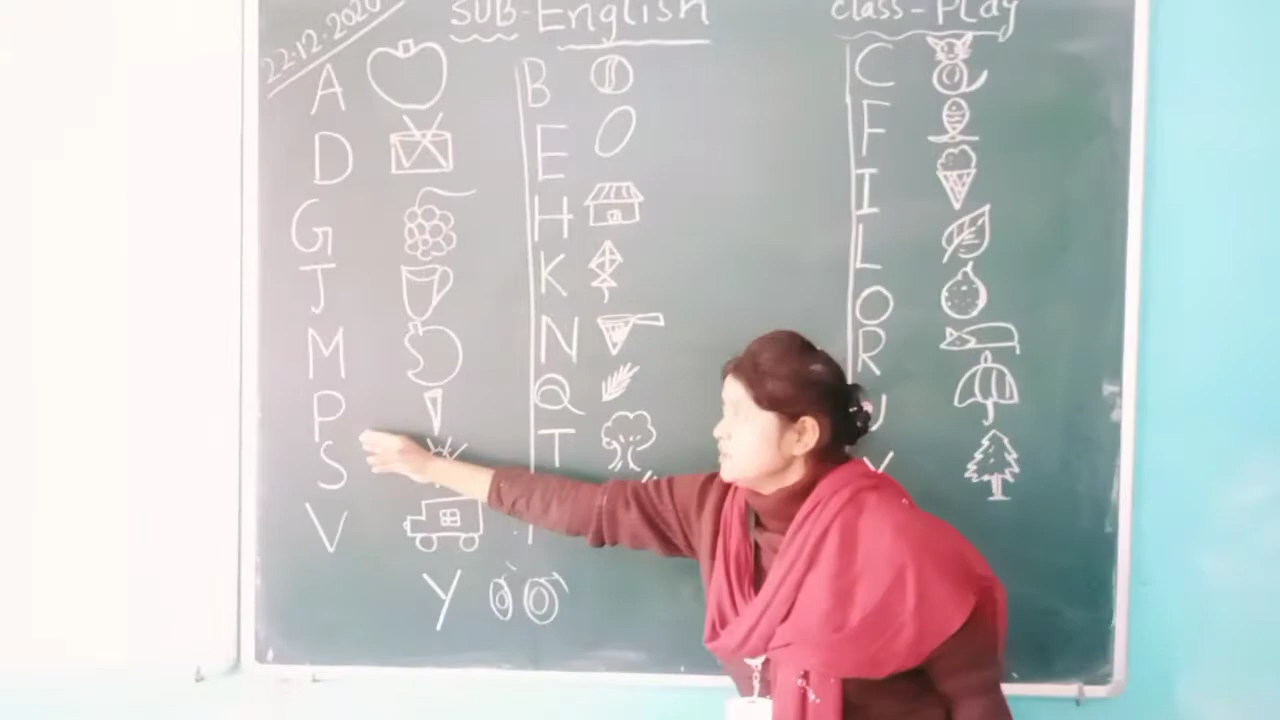 22.12.2020
SUB-English
class-Play
A B C
D E F
G H I
J K L
M N O
P Q R
S T U
V X
Y